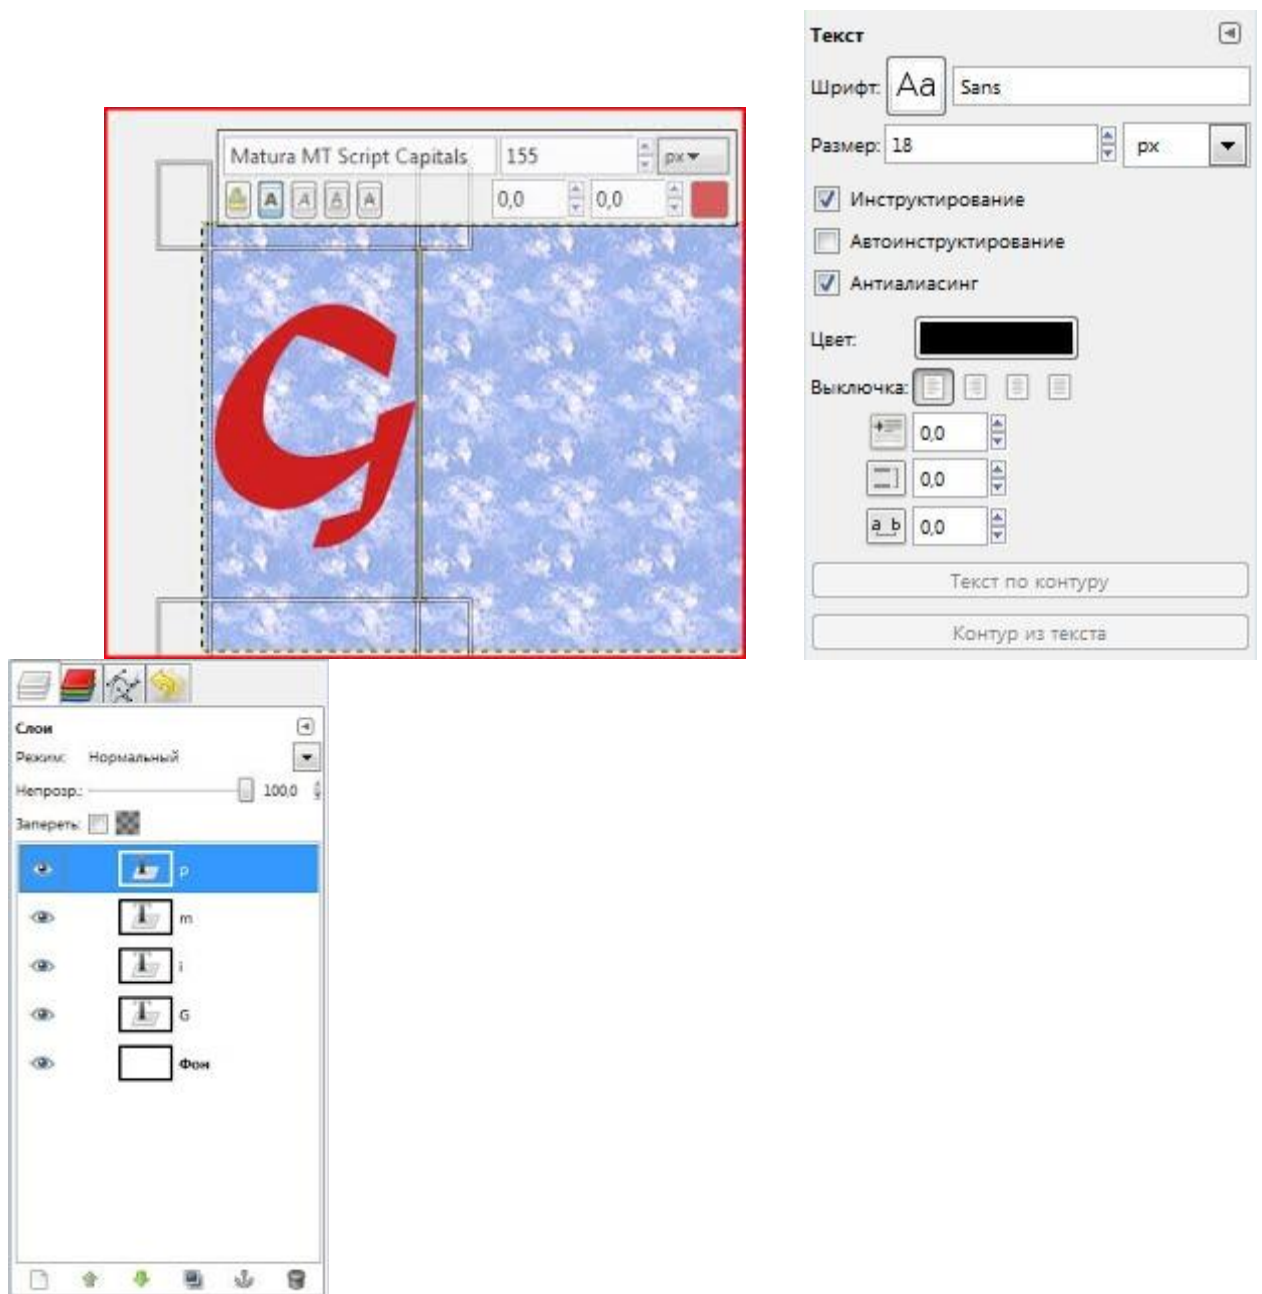 Matura MT Script Capitals 155 px
A A A A 0,0 0,0
G
Текст
Шрифт: Aa Sans
Размер: 18 px
Инструктирование
Автоинструктирование
Антиалиасинг
Цвет:
Выключка:
0,0
0,0
a b 0,0
Текст по контуру
Контур из текста
Слои
Режим: Нормальный
Непрозр.: 100,0
Запереть:
p
m
i
G
Фон